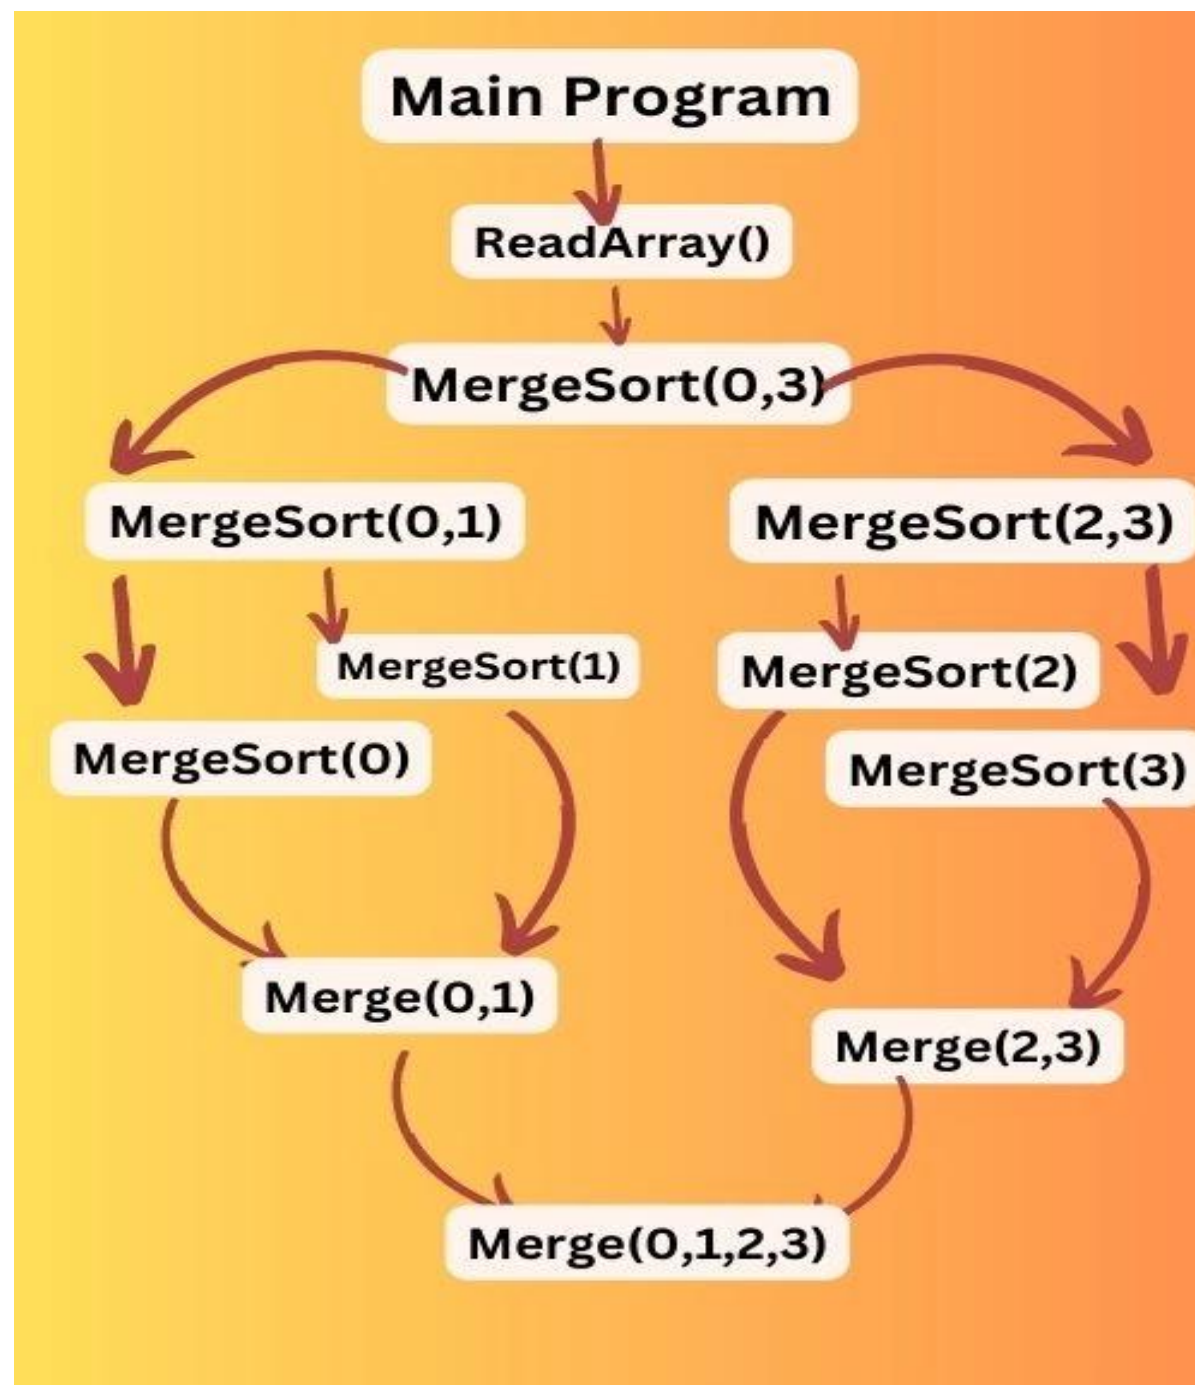 Main Program
ReadArray()
MergeSort(0,3)
MergeSort(0,1)
MergeSort(2,3)
MergeSort(1)
MergeSort(2)
MergeSort(0)
MergeSort(3)
Merge(0,1)
Merge(2,3)
Merge(0,1,2,3)